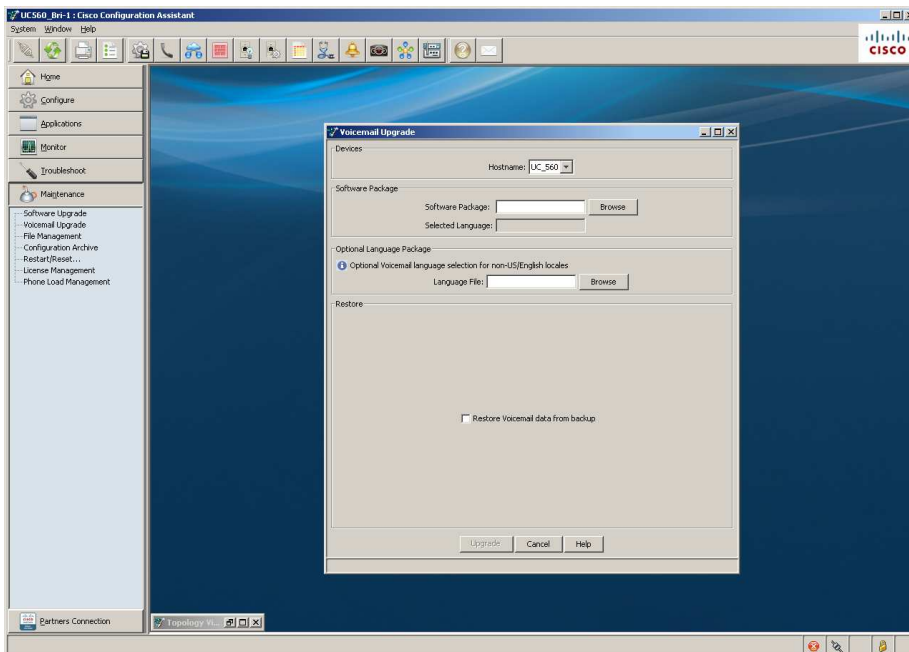 UC560_Bri-1 : Cisco Configuration Assistant
System Window Help
CISCO
Home
Configure
Applications
Monitor
Troubleshoot
Maintenance
Software Upgrade
Voicemail Upgrade
File Management
Configuration Archive
Restart/Reset...
License Management
Phone Load Management
Partners Connection
Voicemail Upgrade
Devices
Hostname: UC_560
Software Package
Software Package: Browse
Selected Language:
Optional Language Package
Optional Voicemail language selection for non-US/English locales
Language File: Browse
Restore
Restore Voicemail data from backup
Upgrade Cancel Help
Topology Vi...